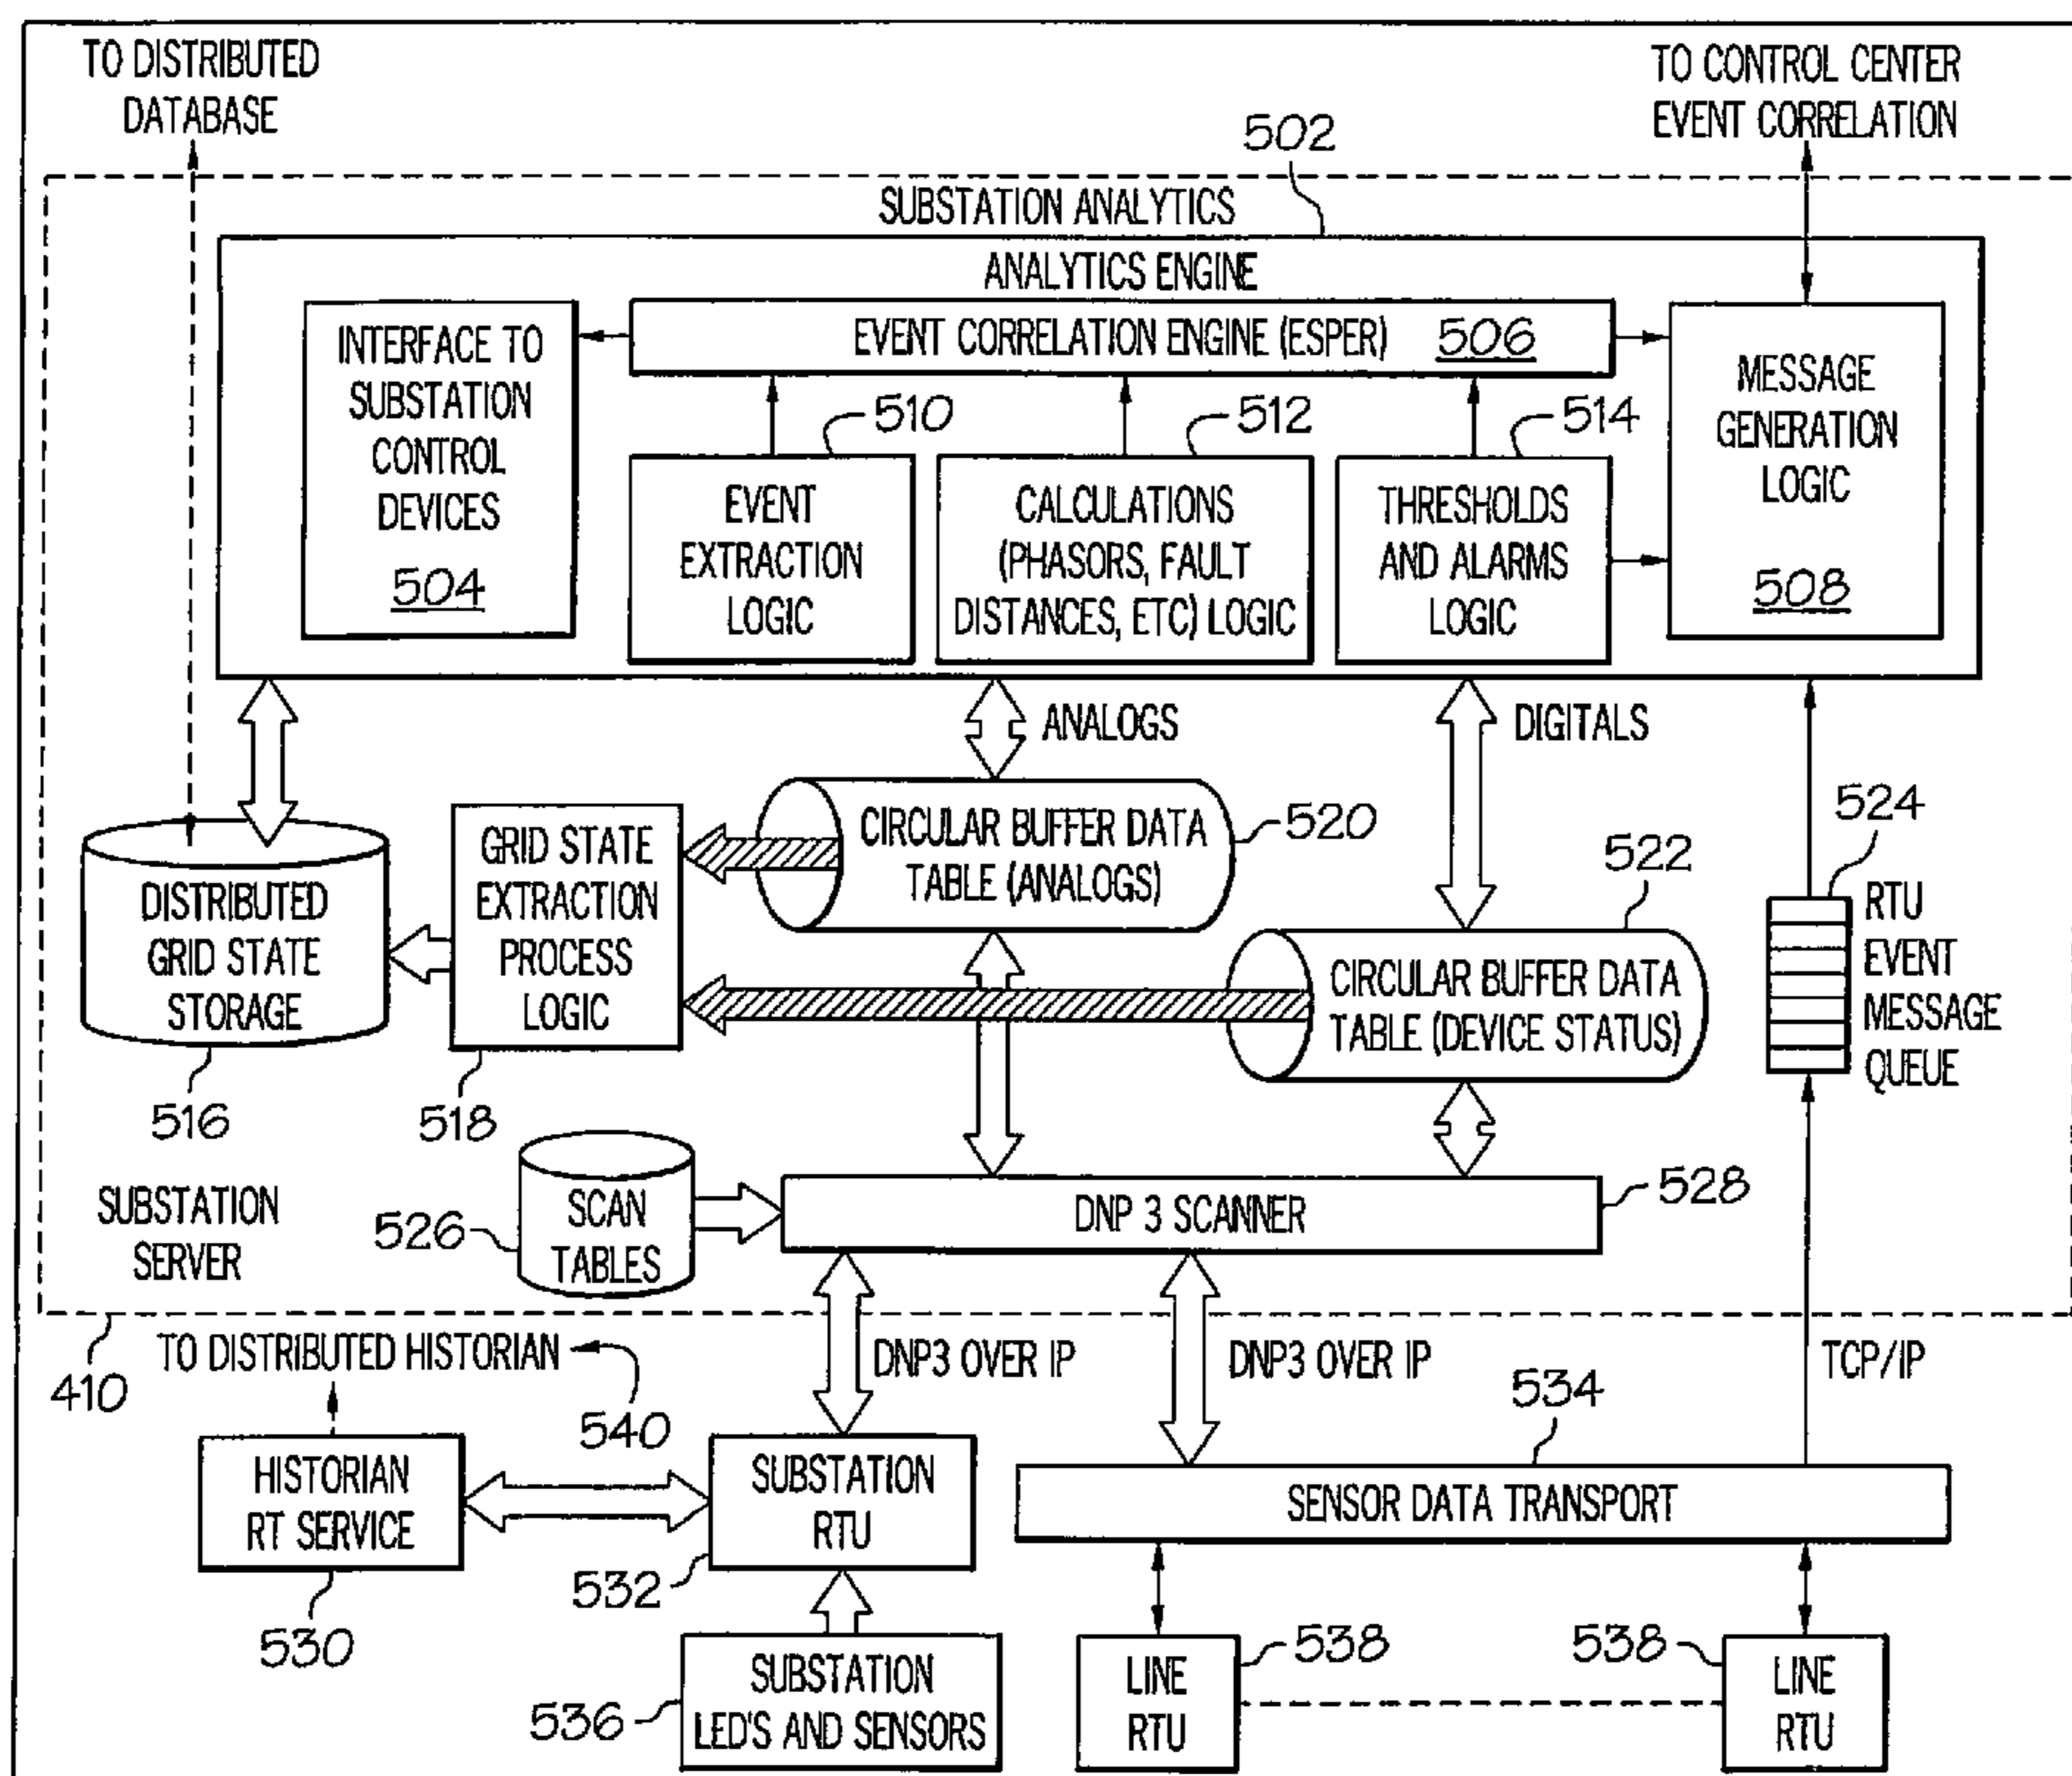 TO DISTRIBUTED
DATABASE
TO CONTROL CENTER
EVENT CORRELATION
502
SUBSTATION ANALYTICS
ANALYTICS ENGINE
INTERFACE TO
SUBSTATION
CONTROL
DEVICES
504
EVENT CORRELATION ENGINE (ESPER) 506
MESSAGE
GENERATION
LOGIC
508
510
512
514
EVENT
EXTRACTION
LOGIC
CALCULATIONS
(PHASORS, FAULT
DISTANCES, ETC) LOGIC
THRESHOLDS
AND ALARMS
LOGIC
ANALOGS
DIGITALS
DISTRIBUTED
GRID STATE
STORAGE
516
GRID STATE
EXTRACTION
PROCESS
LOGIC
518
CIRCULAR BUFFER DATA
TABLE (ANALOGS)
520
522
CIRCULAR BUFFER DATA
TABLE (DEVICE STATUS)
524
RTU
EVENT
MESSAGE
QUEUE
SUBSTATION
SERVER
526
SCAN
TABLES
DNP 3 SCANNER
528
410
TO DISTRIBUTED HISTORIAN
540
DNP3 OVER IP
DNP3 OVER IP
TCP/IP
534
HISTORIAN
RT SERVICE
530
SUBSTATION
RTU
532
SENSOR DATA TRANSPORT
SUBSTATION
LED'S AND SENSORS
536
LINE
RTU
538
538
LINE
RTU